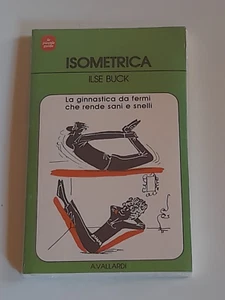 ISOMETRICA
ILSE BUCK
La ginnastica da fermi
che rende sani e snelli
A.VALLARDI